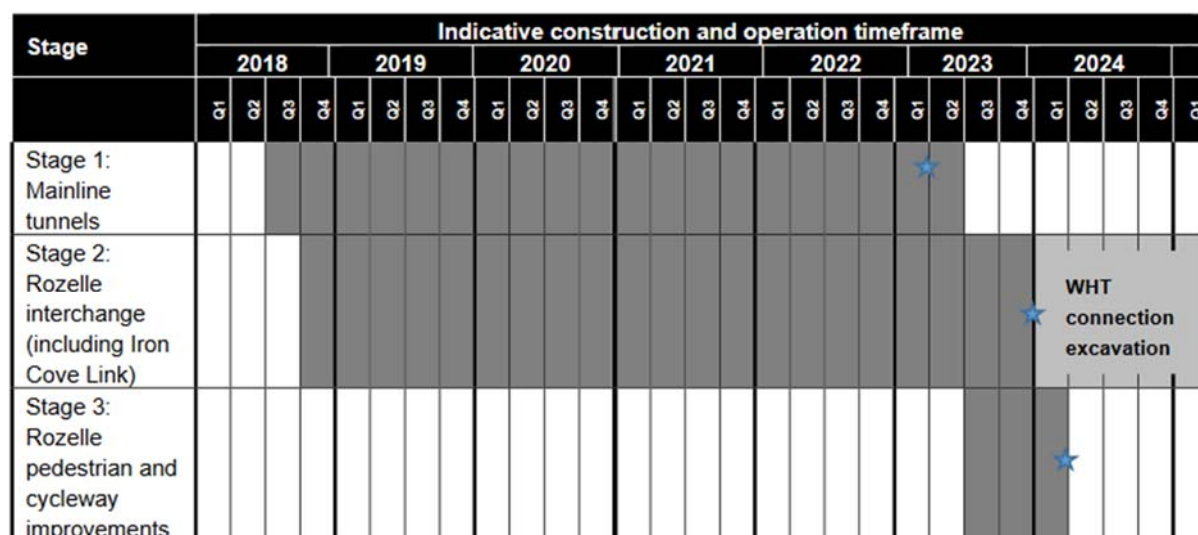 Stage
Indicative construction and operation timeframe
2018 2019 2020 2021 2022 2023 2024
Q1 Q2 Q3 Q4 Q1 Q2 Q3 Q4 Q1 Q2 Q3 Q4 Q1 Q2 Q3 Q4 Q1 Q2 Q3 Q4 Q1 Q2 Q3 Q4 Q1 Q2 Q3 Q4 Q1
Stage 1:
Mainline
tunnels
Stage 2:
Rozelle
interchange
(including Iron
Cove Link)
WHT
connection
excavation
Stage 3:
Rozelle
pedestrian and
cycleway
improvements